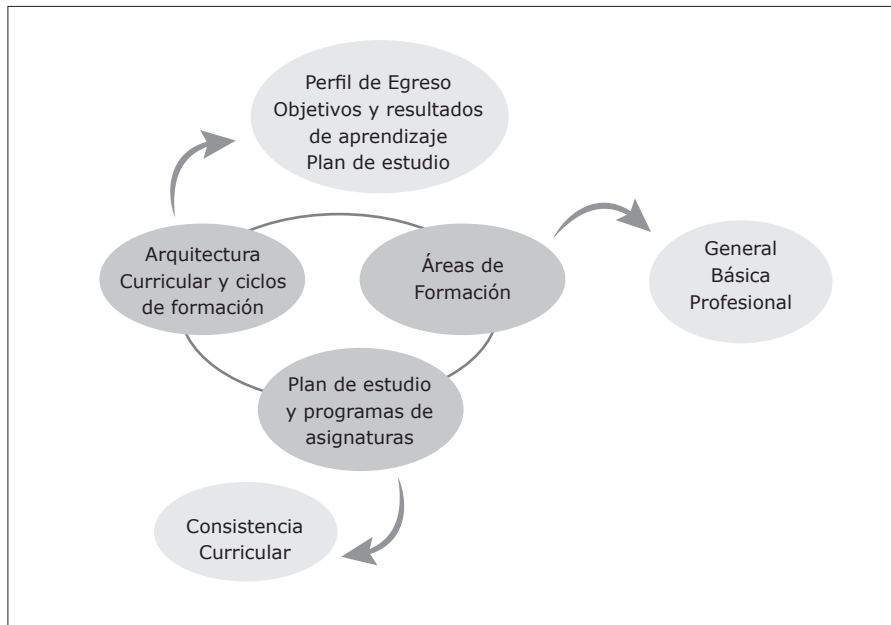 Perfil de Egreso
Objetivos y resultados
de aprendizaje
Plan de estudio
Arquitectura
Curricular y ciclos
de formación
Áreas de
Formación
General
Básica
Profesional
Plan de estudio
y programas de
asignaturas
Consistencia
Curricular